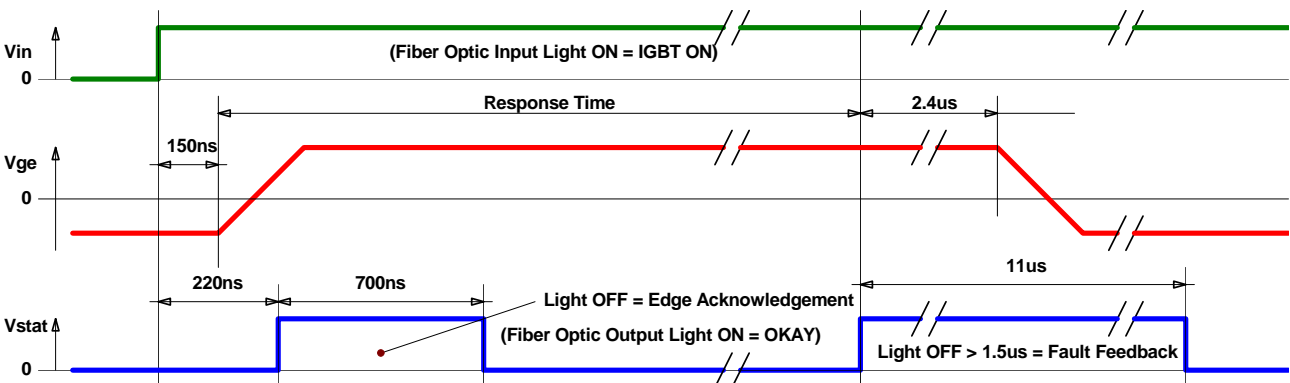 Vin
(Fiber Optic Input Light ON = IGBT ON)
0
Response Time
2.4us
150ns
Vge
0
220ns
700ns
11us
Light OFF = Edge Acknowledgement
Vstat
(Fiber Optic Output Light ON = OKAY)
Light OFF > 1.5us = Fault Feedback
0